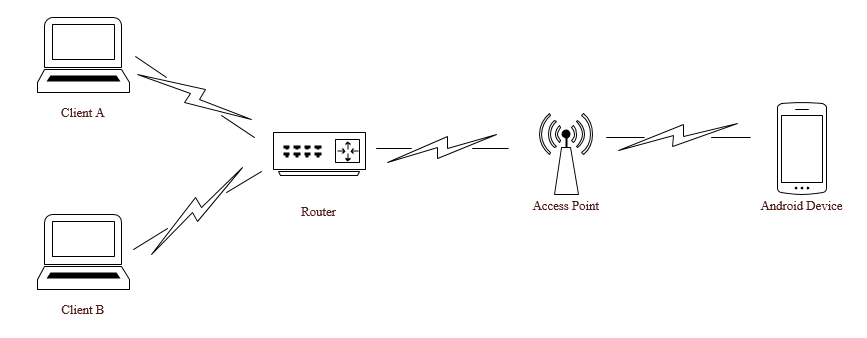 Client A
Router
Access Point
Android Device
Client B